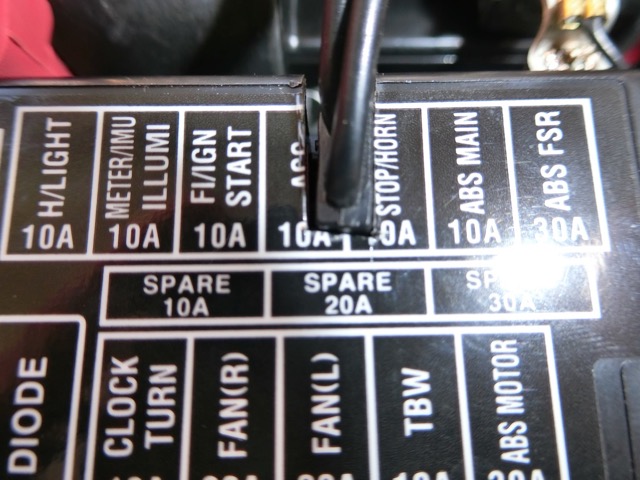 H/LIGHT
10A
METER/IMU
ILLUMI
10A
FI/IGN
START
10A
10A
STOP/HORN
ABS MAIN
10A
ABS FSR
30A
SPARE
10A
SPARE
20A
30A
DIODE
CLOCK
TURN
FAN(R)
FAN(L)
TBW
ABS MOTOR